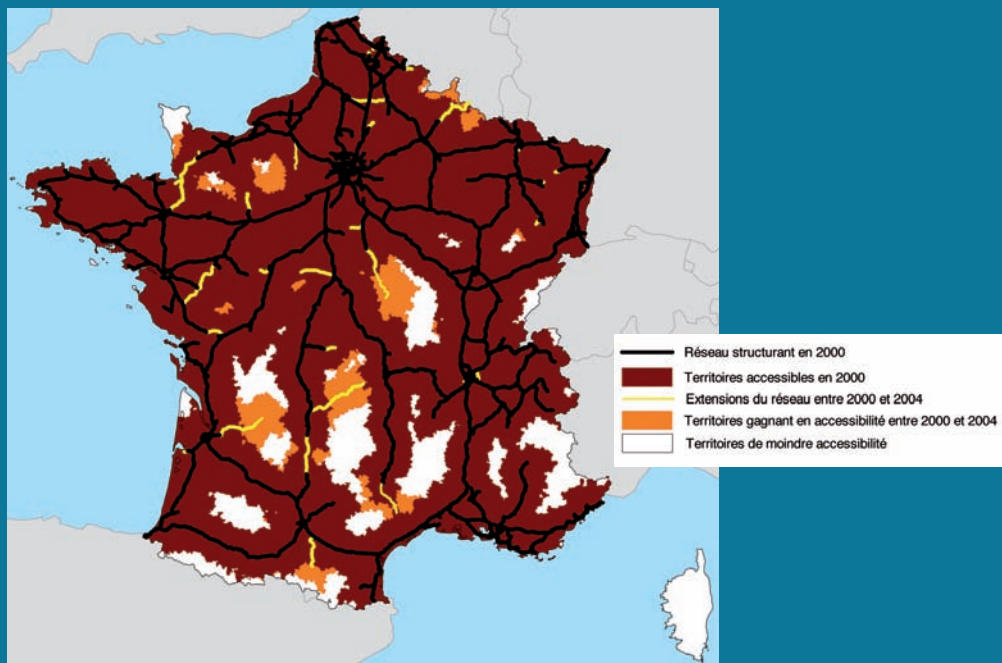 Réseau structurant en 2000
Territoires accessibles en 2000
Extensions du réseau entre 2000 et 2004
Territoires gagnant en accessibilité entre 2000 et 2004
Territoires de moindre accessibilité